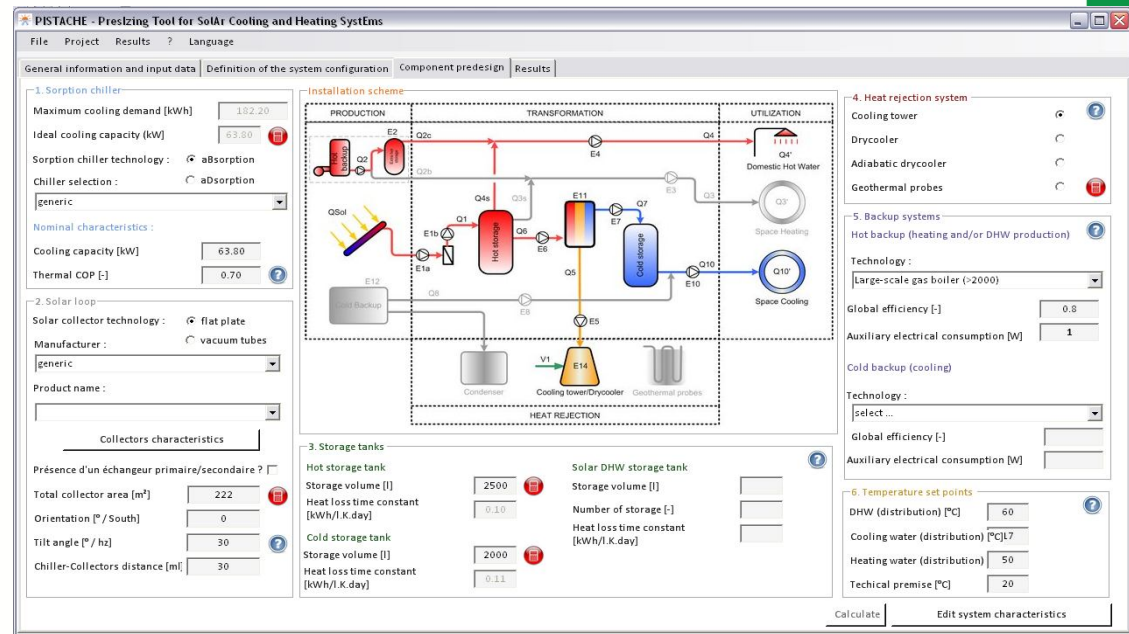 PISTACHE - PresIzing Tool for SolAr Cooling and Heating SystEms
File Project Results ? Language
General information and input data Definition of the system configuration Component predesign Results
1. Sorption chiller
Maximum cooling demand [kWh] 182.20
Ideal cooling capacity (kW] 63.80
Sorption chiller technology : aBsorption
Chiller selection : aDsorption
generic
Nominal characteristics :
Cooling capacity [kW] 63.80
Thermal COP [-] 0.70
2. Solar loop
Solar collector technology : flat plate
Manufacturer : vacuum tubes
generic
Product name :
Collectors characteristics
Présence d'un échangeur primaire/secondaire ?
Total collector area [m²] 222
Orientation [° / South] 0
Tilt angle [° / hz] 30
Chiller-Collectors distance [ml] 30
Installation scheme
PRODUCTION TRANSFORMATION UTILIZATION
Hot backup
Q2
E2
Q2c
E4
Q4
Q4'
Domestic Hot Water
Q2b
E3
Q3
Q3'
Space Heating
QSol
E1a
E1b
Q1
Q4s
Q3s
Hot storage
Q6
E6
E11
E7
Q7
Cold storage
Q10
E10
Q10'
Space Cooling
Q5
E12
Cold Backup
Q8
E8
E5
V1
E14
Condenser
Cooling tower/Drycooler
Geothermal probes
HEAT REJECTION
3. Storage tanks
Hot storage tank
Storage volume [l] 2500
Heat loss time constant
[kWh/l.K.day] 0.10
Cold storage tank
Storage volume [l] 2000
Heat loss time constant
[kWh/l.K.day] 0.11
Solar DHW storage tank
Storage volume [l]
Number of storage [-]
Heat loss time constant
[kWh/l.K.day]
4. Heat rejection system
Cooling tower
Drycooler
Adiabatic drycooler
Geothermal probes
5. Backup systems
Hot backup (heating and/or DHW production)
Technology :
Large-scale gas boiler (>2000)
Global efficiency [-] 0.8
Auxiliary electrical consumption [W] 1
Cold backup (cooling)
Technology :
select ...
Global efficiency [-]
Auxiliary electrical consumption [W]
6. Temperature set points
DHW (distribution) [°C] 60
Cooling water (distribution) [°C] 17
Heating water (distribution) 50
Techical premise [°C] 20
Calculate Edit system characteristics